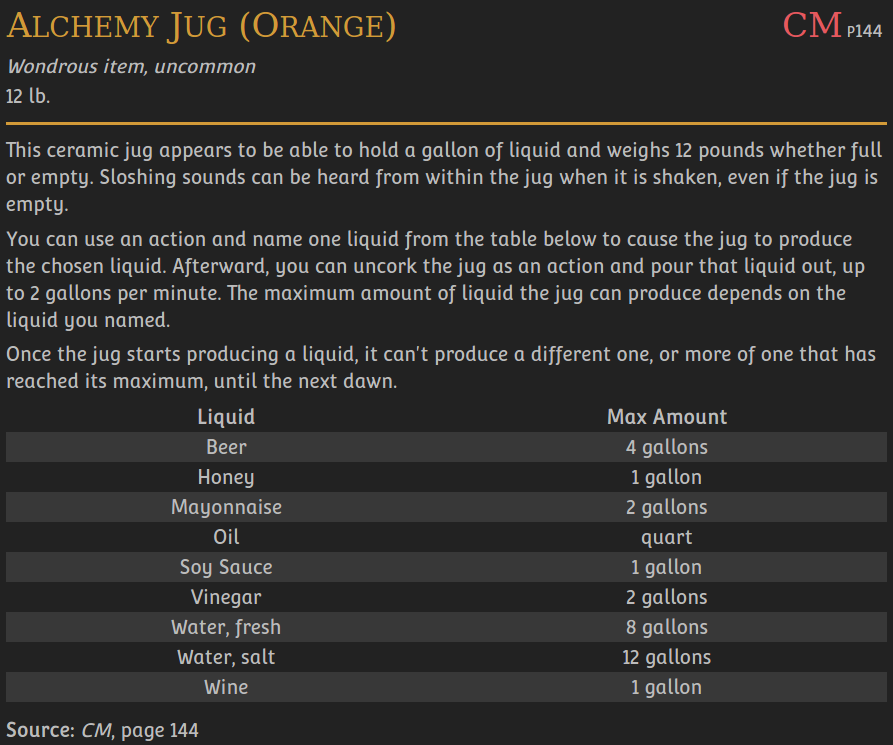 Alchemy Jug (Orange) CM P144
Wondrous item, uncommon
12 lb.
This ceramic jug appears to be able to hold a gallon of liquid and weighs 12 pounds whether full
or empty. Sloshing sounds can be heard from within the jug when it is shaken, even if the jug is
empty.
You can use an action and name one liquid from the table below to cause the jug to produce
the chosen liquid. Afterward, you can uncork the jug as an action and pour that liquid out, up
to 2 gallons per minute. The maximum amount of liquid the jug can produce depends on the
liquid you named.
Once the jug starts producing a liquid, it can't produce a different one, or more of one that has
reached its maximum, until the next dawn.
Liquid Max Amount
Beer 4 gallons
Honey 1 gallon
Mayonnaise 2 gallons
Oil quart
Soy Sauce 1 gallon
Vinegar 2 gallons
Water, fresh 8 gallons
Water, salt 12 gallons
Wine 1 gallon
Source: CM, page 144